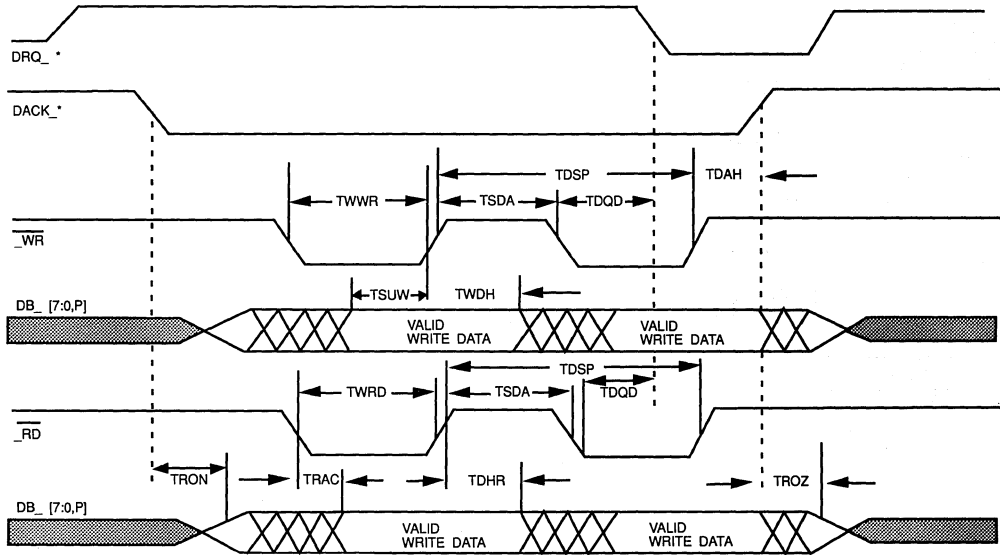 DRQ_ *
DACK_*
TDSP
TDAH
TWWR
TSDA
TDQD
_WR
TSUW
TWDH
DB_ [7:0,P]
VALID
WRITE DATA
VALID
WRITE DATA
TDSP
TWRD
TSDA
TDQD
_RD
TRON
TRAC
TDHR
TROZ
DB_ [7:0,P]
VALID
WRITE DATA
VALID
WRITE DATA